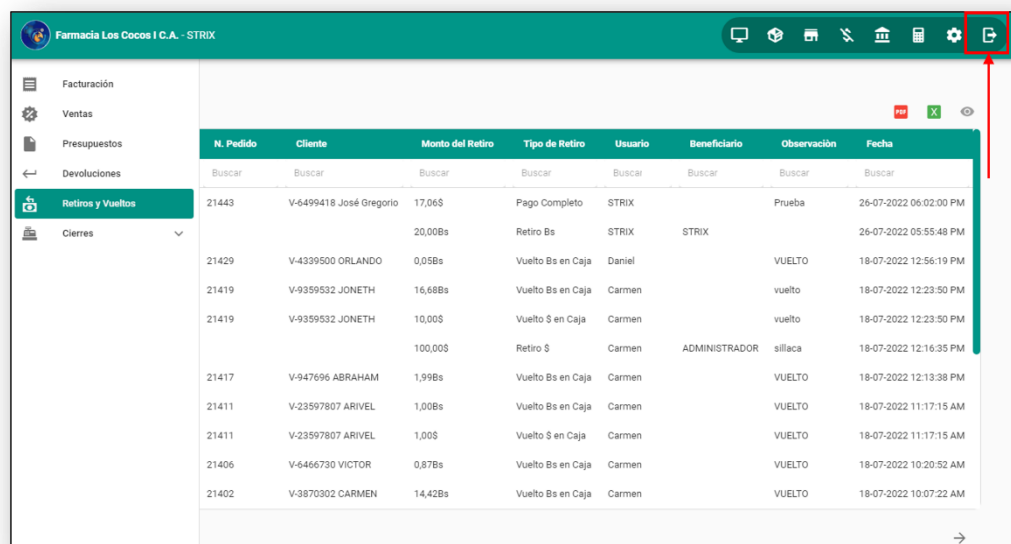 Farmacia Los Cocos I C.A. - STRIX
Facturación
Ventas
Presupuestos
Devoluciones
Retiros y Vueltos
Cierres
PDF X
N. Pedido Cliente Monto del Retiro Tipo de Retiro Usuario Beneficiario Observaciòn Fecha
Buscar Buscar Buscar Buscar Buscar Buscar Buscar Buscar
21443 V-6499418 José Gregorio 17,06$ Pago Completo STRIX Prueba 26-07-2022 06:02:00 PM
20,00Bs Retiro Bs STRIX STRIX 26-07-2022 05:55:48 PM
21429 V-4339500 ORLANDO 0,05Bs Vuelto Bs en Caja Daniel VUELTO 18-07-2022 12:56:19 PM
21419 V-9359532 JONETH 16,68Bs Vuelto Bs en Caja Carmen vuelto 18-07-2022 12:23:50 PM
21419 V-9359532 JONETH 10,00$ Vuelto $ en Caja Carmen vuelto 18-07-2022 12:23:50 PM
100,00$ Retiro $ Carmen ADMINISTRADOR sillaca 18-07-2022 12:16:35 PM
21417 V-947696 ABRAHAM 1,99Bs Vuelto Bs en Caja Carmen VUELTO 18-07-2022 12:13:38 PM
21411 V-23597807 ARIVEL 1,00Bs Vuelto Bs en Caja Carmen VUELTO 18-07-2022 11:17:15 AM
21411 V-23597807 ARIVEL 1,00$ Vuelto $ en Caja Carmen VUELTO 18-07-2022 11:17:15 AM
21406 V-6466730 VICTOR 0,87Bs Vuelto Bs en Caja Carmen VUELTO 18-07-2022 10:20:52 AM
21402 V-3870302 CARMEN 14,42Bs Vuelto Bs en Caja Carmen VUELTO 18-07-2022 10:07:22 AM